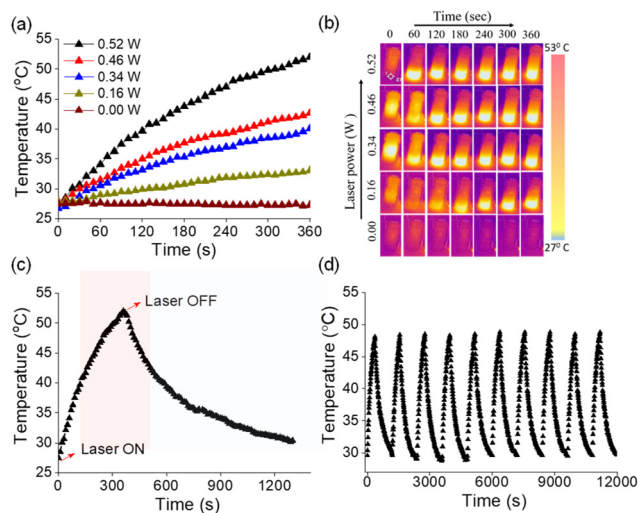 (a)
0.52 W
0.46 W
0.34 W
0.16 W
0.00 W
Temperature (°C)
55
50
45
40
35
30
25
0 60 120 180 240 300 360
Time (s)
(b)
Time (sec)
0 60 120 180 240 300 360
Laser power (W )
0.52
0.46
0.34
0.16
0.00
53° C
27° C
(c)
Temperature (°C)
55
50
45
40
35
30
25
Laser OFF
Laser ON
0 300 600 900 1200
Time (s)
(d)
Temperature (°C)
55
50
45
40
35
30
25
0 3000 6000 9000 12000
Time (s)